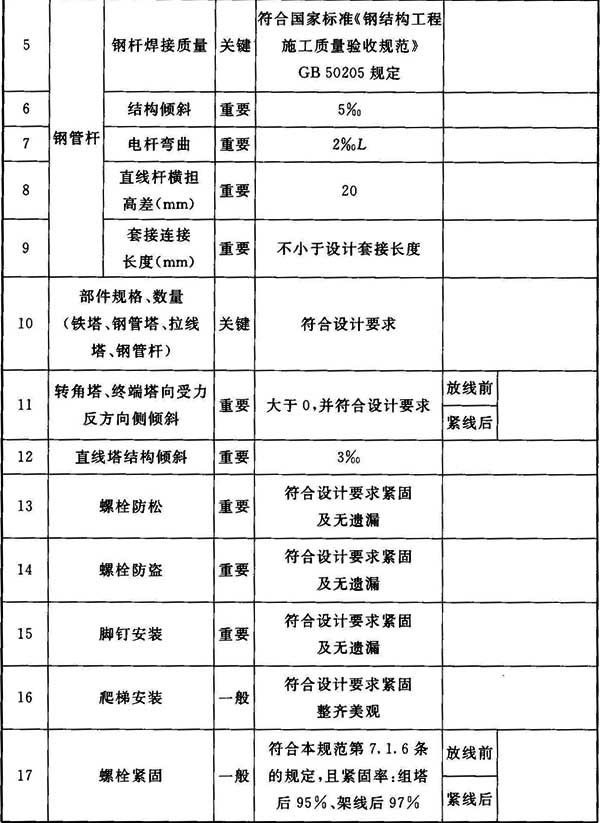 5
钢管杆
钢杆焊接质量
关键
符合国家标准《钢结构工程
施工质量验收规范》
GB 50205 规定
6
结构倾斜
重要
5‰
7
电杆弯曲
重要
2‰L
8
直线杆横担
高差(mm)
重要
20
9
套接连接
长度(mm)
重要
不小于设计套接长度
10
部件规格、数量
(铁塔、钢管塔、拉线
塔、钢管杆)
关键
符合设计要求
11
转角塔、终端塔向受力
反方向侧倾斜
重要
大于0,并符合设计要求
放线前
紧线后
12
直线塔结构倾斜
重要
3‰
13
螺栓防松
重要
符合设计要求紧固
及无遗漏
14
螺栓防盗
重要
符合设计要求紧固
及无遗漏
15
脚钉安装
重要
符合设计要求紧固
及无遗漏
16
爬梯安装
一般
符合设计要求紧固
整齐美观
17
螺栓紧固
一般
符合本规范第 7.1.6 条
的规定,且紧固率:组塔
后 95%、架线后 97%
放线前
紧线后